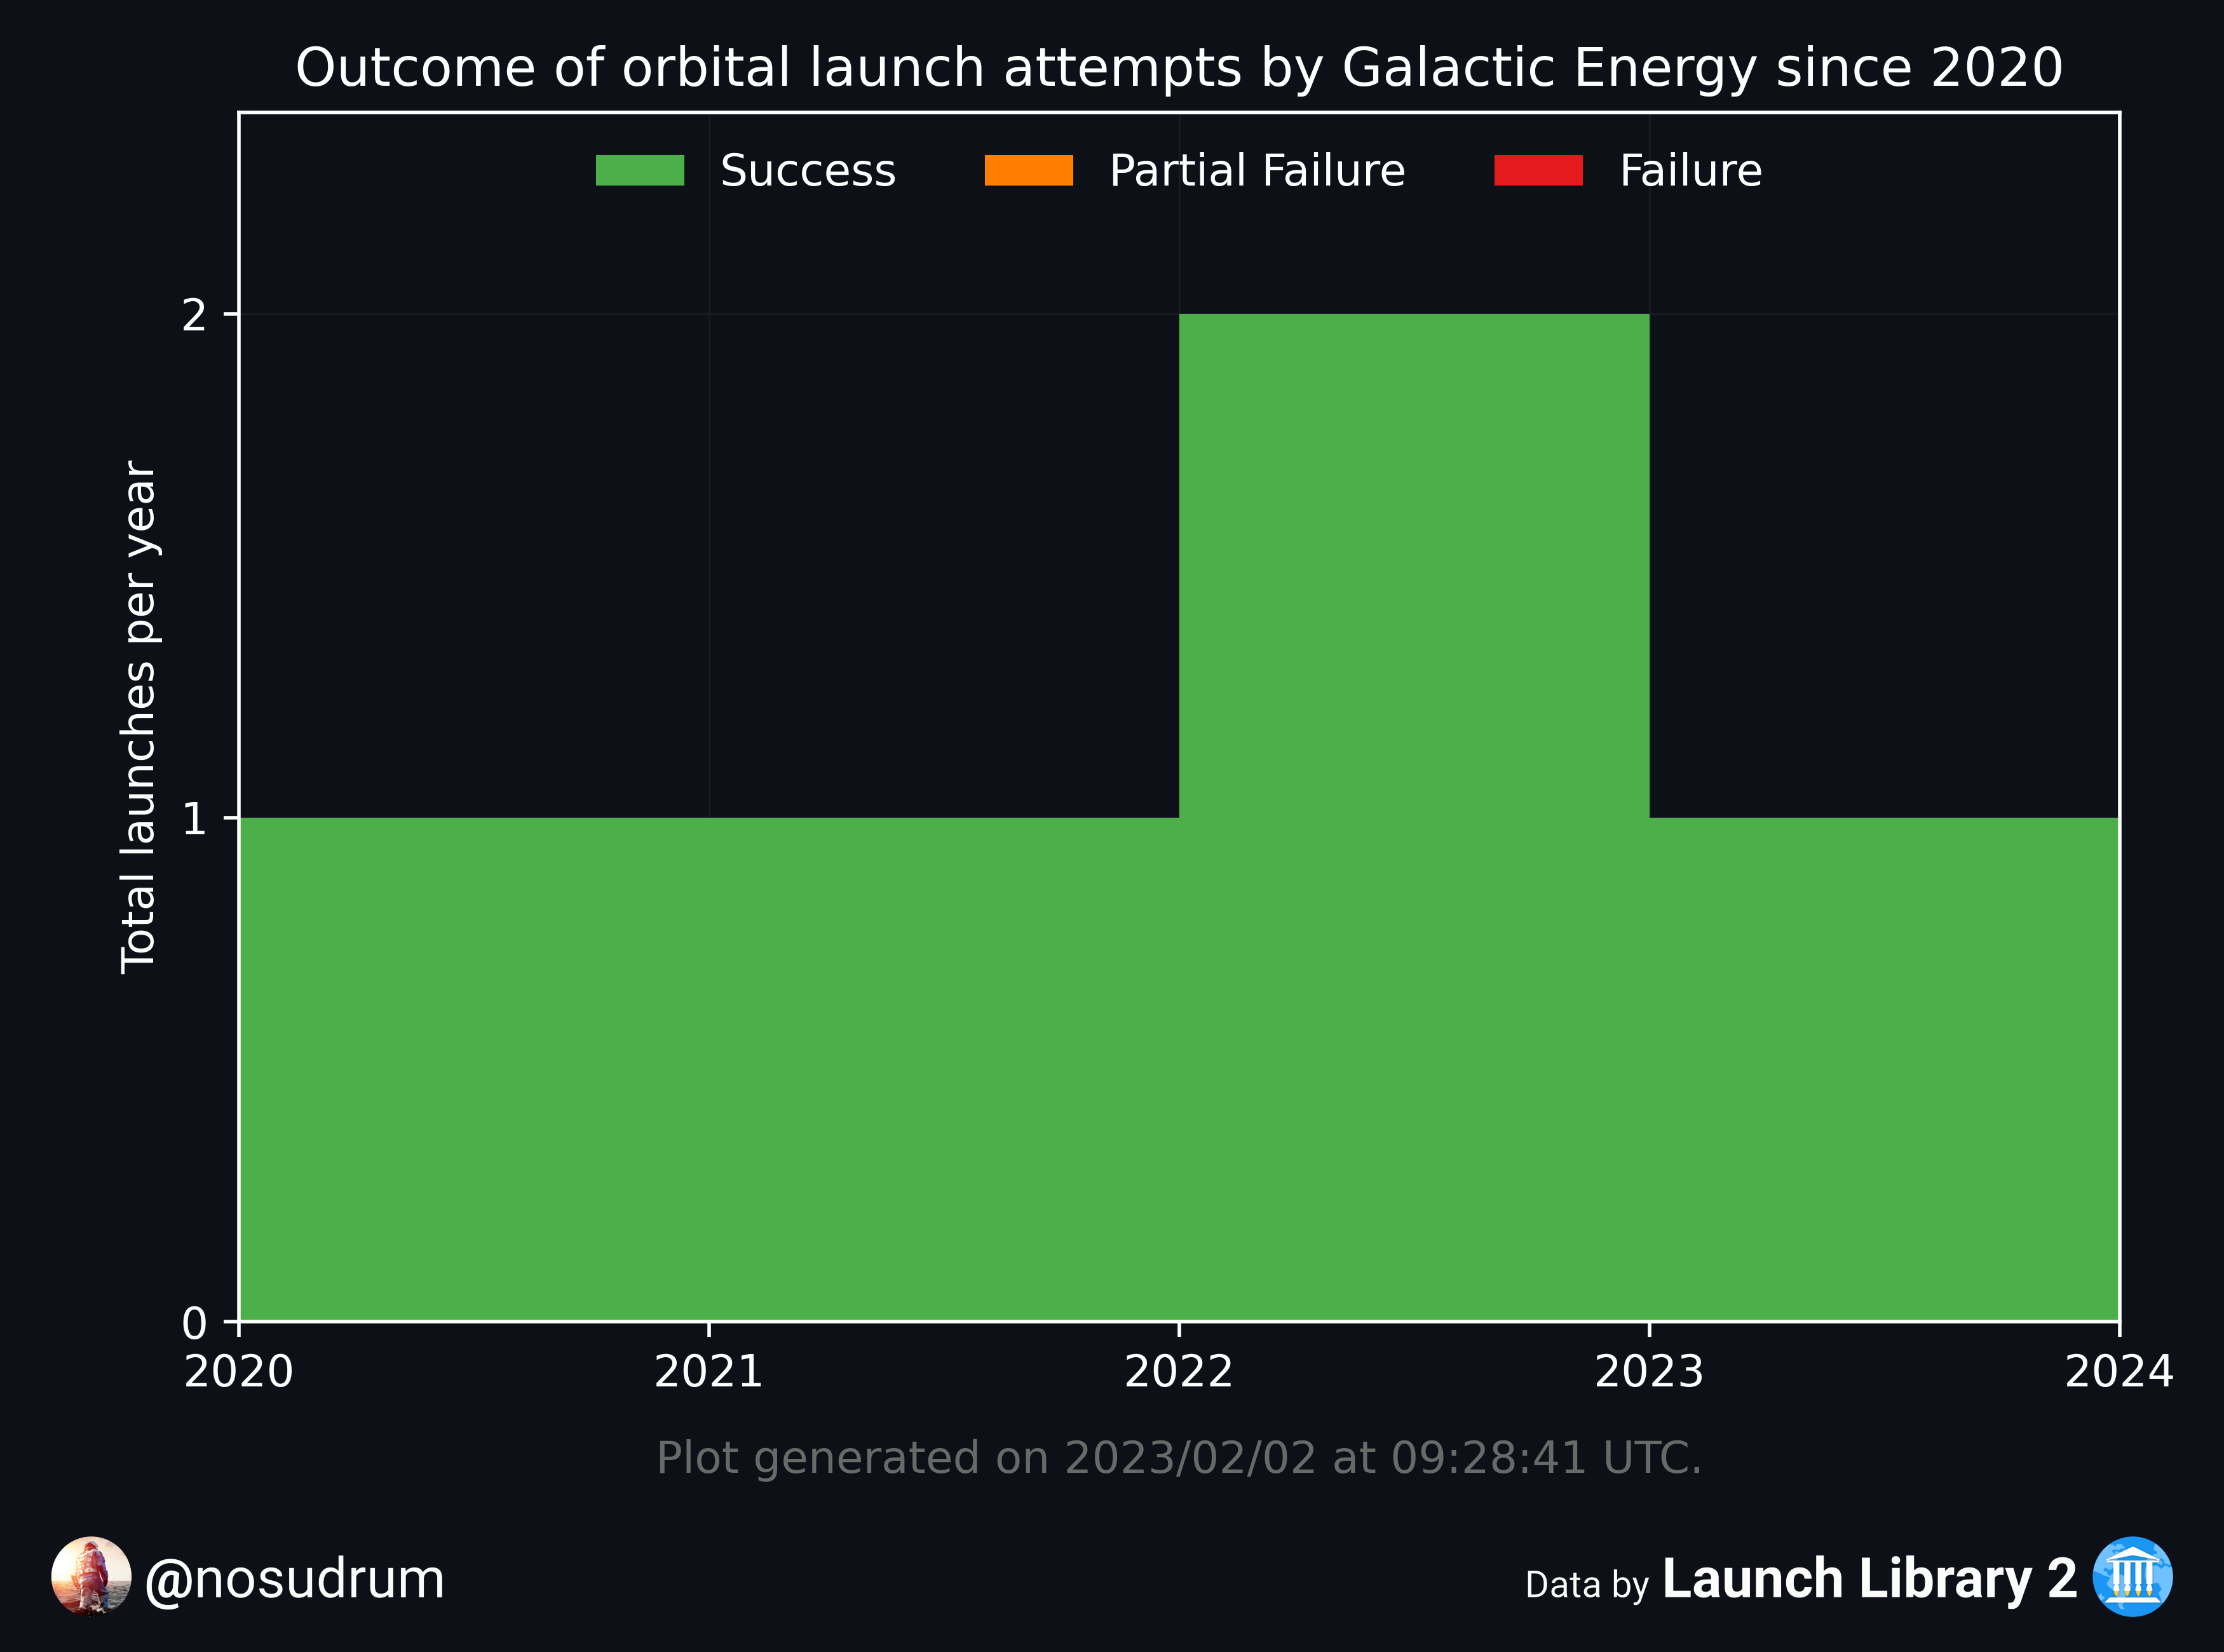 Outcome of orbital launch attempts by Galactic Energy since 2020
Success Partial Failure Failure
Total launches per year
2
1
0
2020 2021 2022 2023 2024
Plot generated on 2023/02/02 at 09:28:41 UTC.
@nosudrum
Data by Launch Library 2